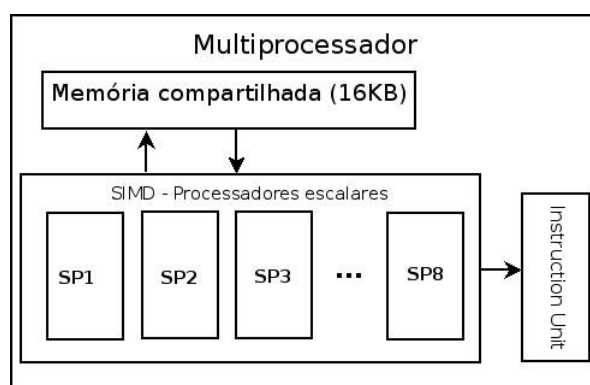 Multiprocessador
Memória compartilhada (16KB)
SIMD - Processadores escalares
SP1
SP2
SP3
...
SP8
Instruction Unit